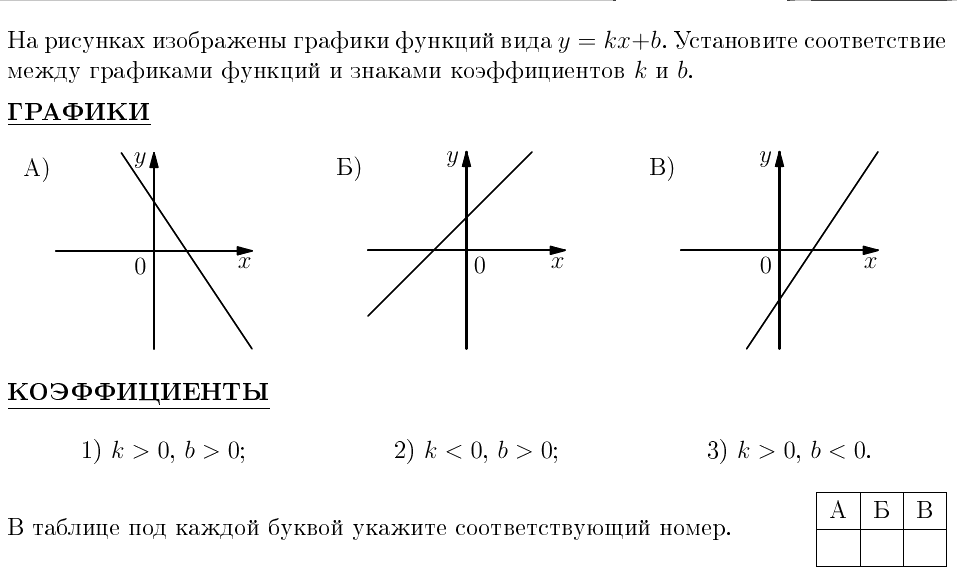 На рисунках изображены графики функций вида y = kx+b. Установите соответствие
между графиками функций и знаками коэффициентов k и b.
ГРАФИКИ
А) y 0 x
Б) y 0 x
В) y 0 x
КОЭФФИЦИЕНТЫ
1) k > 0, b > 0; 2) k < 0, b > 0; 3) k > 0, b < 0.
А Б В
В таблице под каждой буквой укажите соответствующий номер.